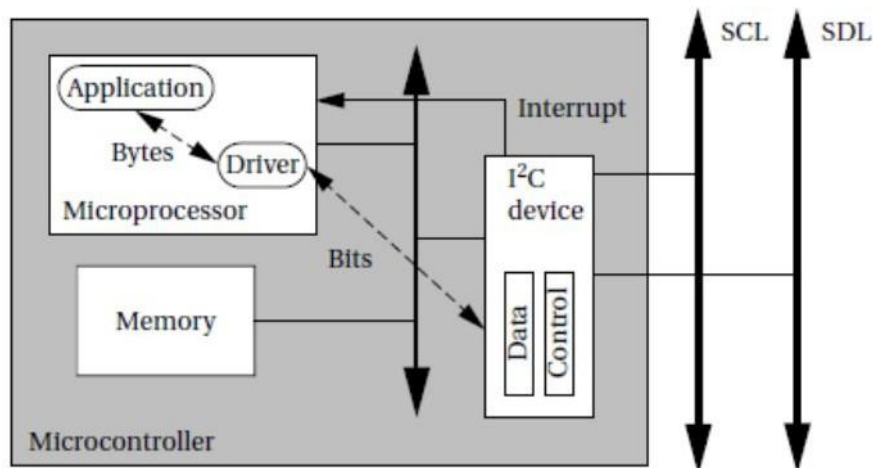 SCL
SDL
Application
Interrupt
Bytes
Driver
I²C
device
Microprocessor
Bits
Memory
Data
Control
Microcontroller